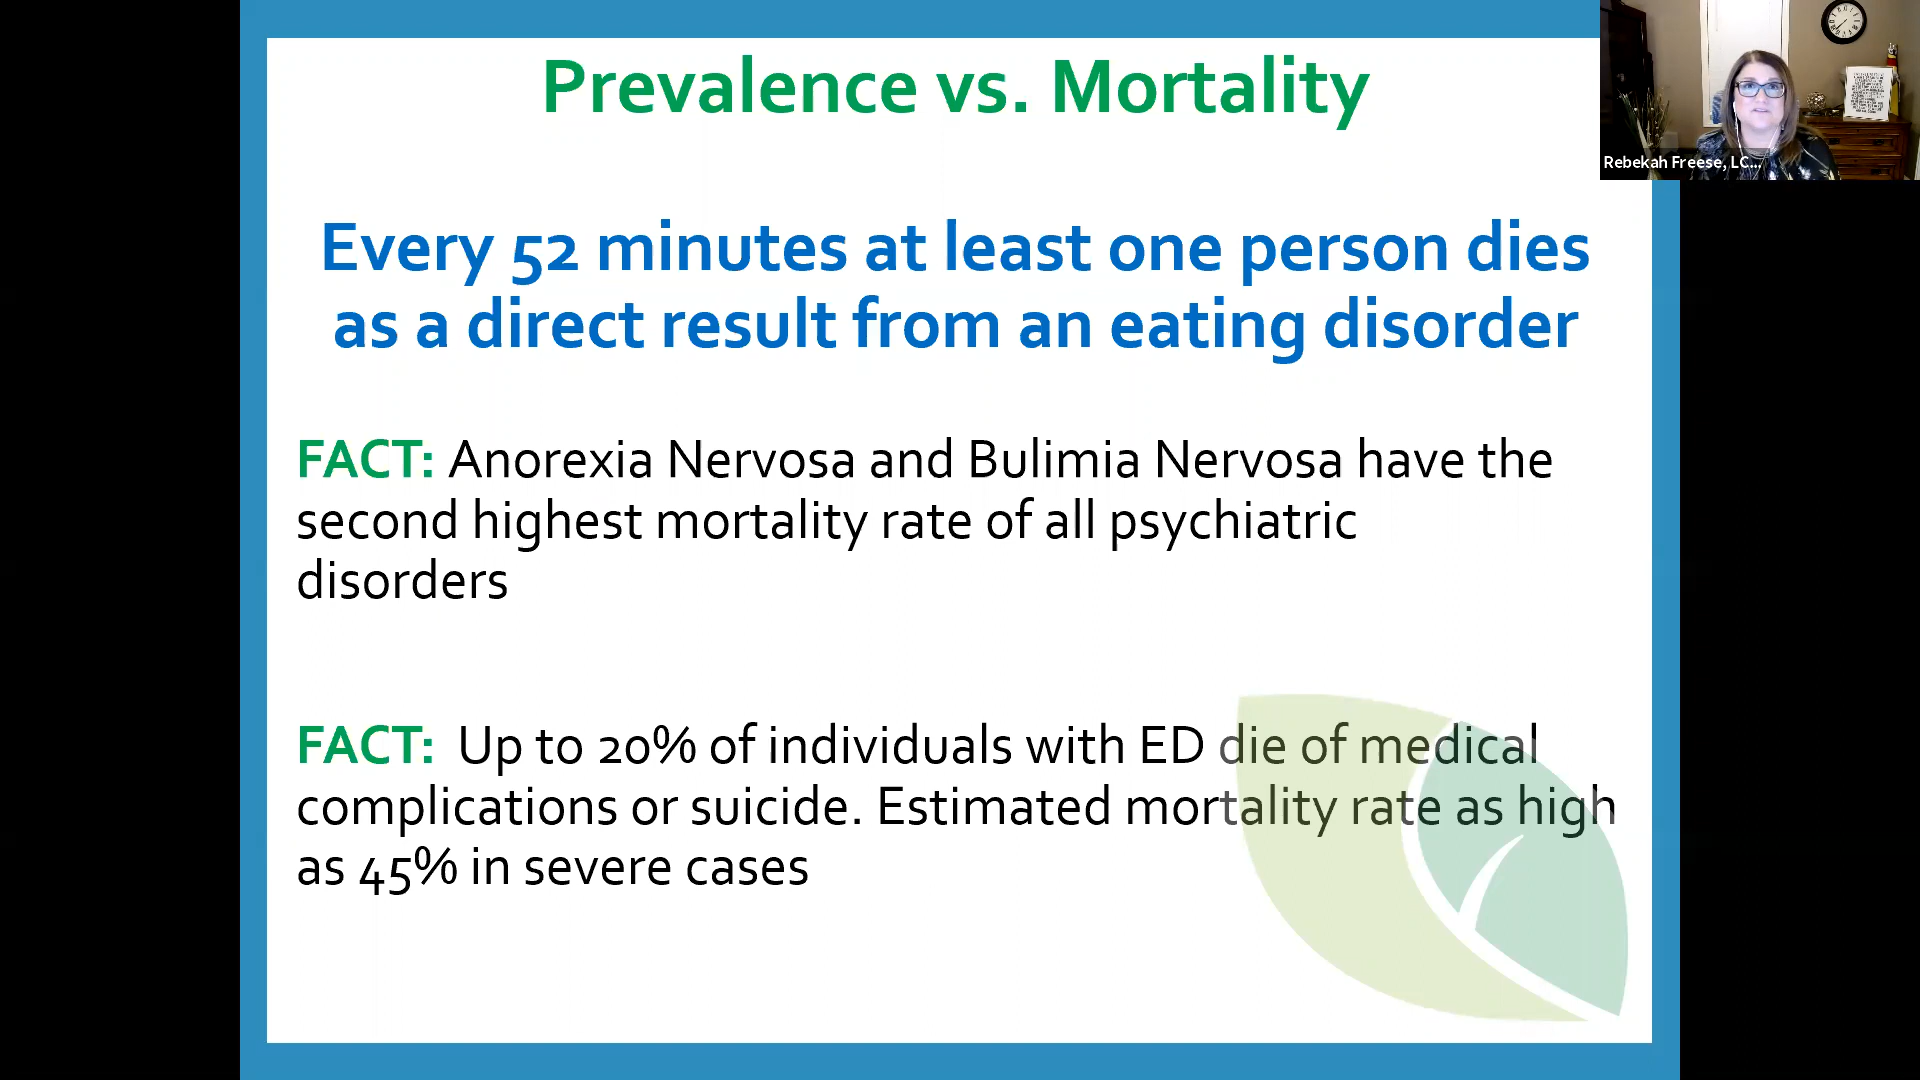 Prevalence vs. Mortality
Rebekah Freese, LC...
Every 52 minutes at least one person dies
as a direct result from an eating disorder
FACT: Anorexia Nervosa and Bulimia Nervosa have the
second highest mortality rate of all psychiatric
disorders
FACT: Up to 20% of individuals with ED die of medical
complications or suicide. Estimated mortality rate as high
as 45% in severe cases